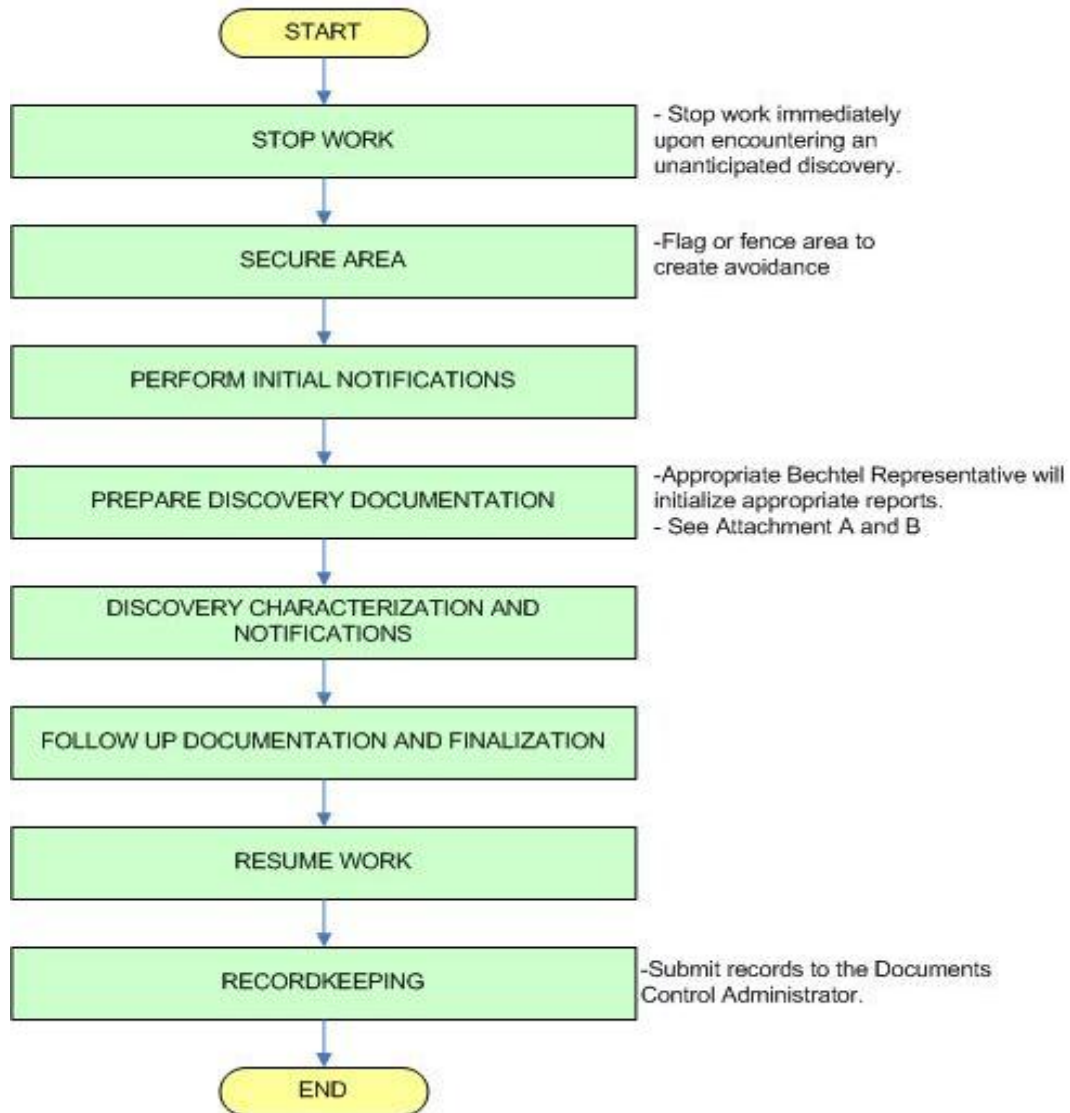 START
STOP WORK
- Stop work immediately
upon encountering an
unanticipated discovery.
SECURE AREA
-Flag or fence area to
create avoidance
PERFORM INITIAL NOTIFICATIONS
PREPARE DISCOVERY DOCUMENTATION
-Appropriate Bechtel Representative will
initialize appropriate reports.
- See Attachment A and B
DISCOVERY CHARACTERIZATION AND
NOTIFICATIONS
FOLLOW UP DOCUMENTATION AND FINALIZATION
RESUME WORK
RECORDKEEPING
-Submit records to the Documents
Control Administrator.
END